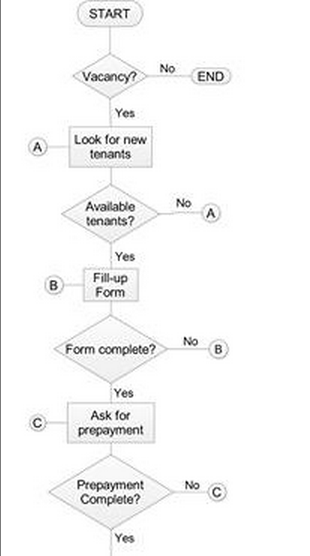 START
Vacancy?
No
END
Yes
A
Look for new
tenants
Available
tenants?
No
A
Yes
B
Fill-up
Form
Form complete?
No
B
Yes
C
Ask for
prepayment
Prepayment
Complete?
No
C
Yes